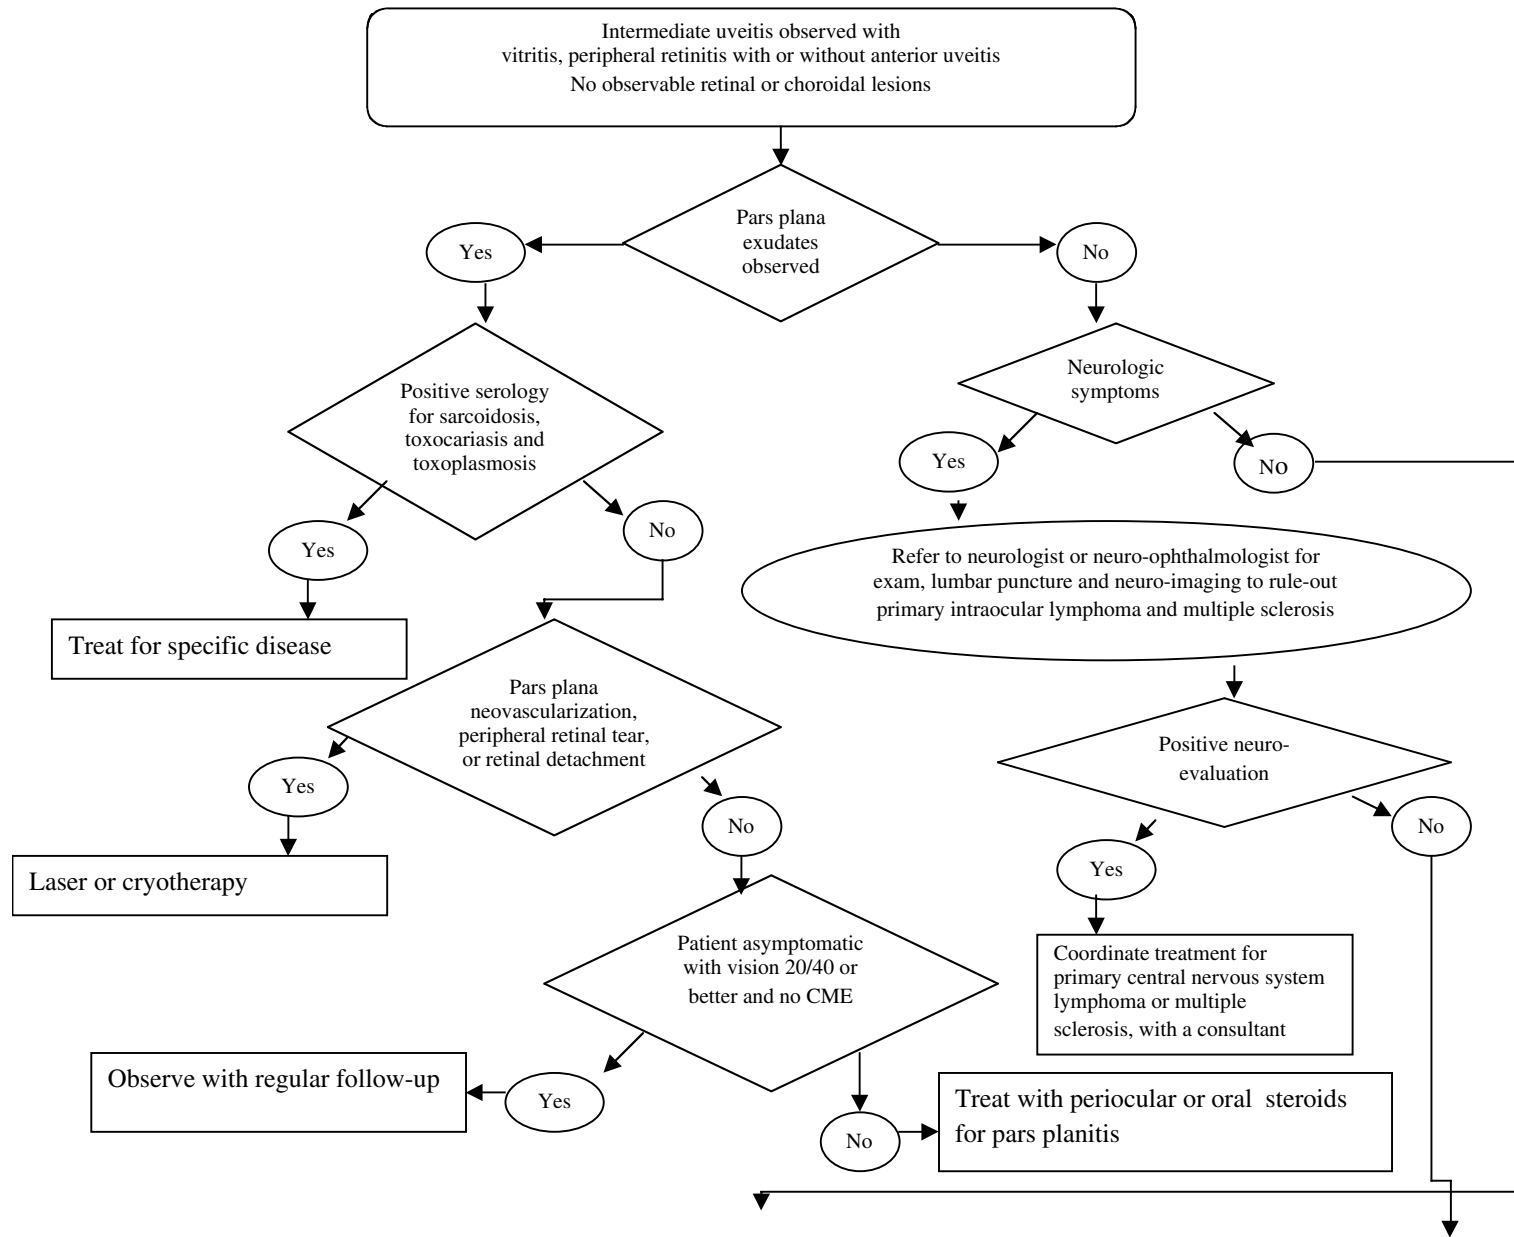 Intermediate uveitis observed with
vitritis, peripheral retinitis with or without anterior uveitis
No observable retinal or choroidal lesions
Pars plana
exudates
observed
Yes
No
Positive serology
for sarcoidosis,
toxocariasis and
toxoplasmosis
Neurologic
symptoms
Yes
No
Yes
No
Refer to neurologist or neuro-ophthalmologist for
exam, lumbar puncture and neuro-imaging to rule-out
primary intraocular lymphoma and multiple sclerosis
Treat for specific disease
Pars plana
neovascularization,
peripheral retinal tear,
or retinal detachment
Positive neuro-
evaluation
Yes
No
Yes
No
Laser or cryotherapy
Patient asymptomatic
with vision 20/40 or
better and no CME
Coordinate treatment for
primary central nervous system
lymphoma or multiple
sclerosis, with a consultant
Observe with regular follow-up
Yes
No
Treat with periocular or oral steroids
for pars planitis